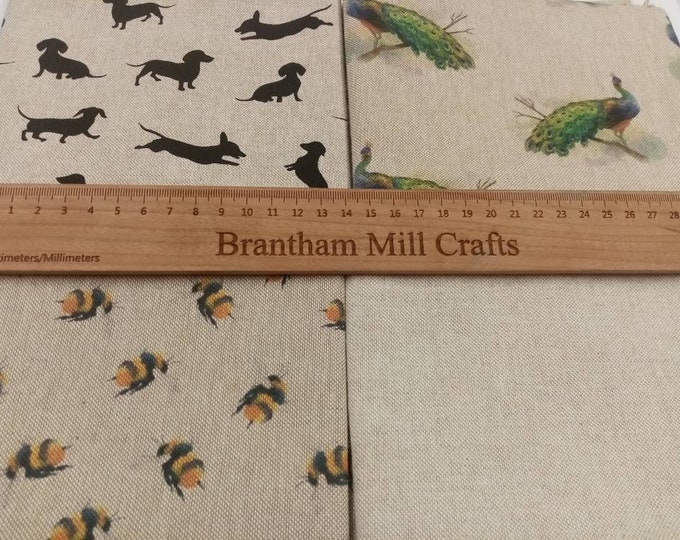 1 2 3 4 5 6 7 8 9 10 11 12 13 14 15 16 17 18 19 20 21 22 23 24 25 26 27 28
Brantham Mill Crafts
timeters/Millimeters